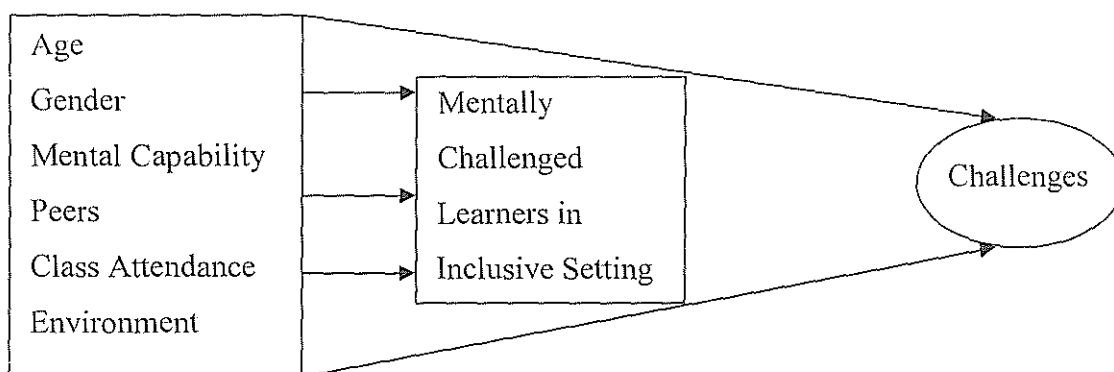 Age
Gender
Mental Capability
Peers
Class Attendance
Environment
Mentally
Challenged
Learners in
Inclusive Setting
Challenges